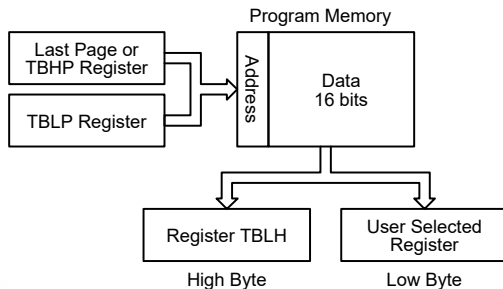 Program Memory
Last Page or
TBHP Register
TBLP Register
Address
Data
16 bits
Register TBLH
User Selected
Register
High Byte
Low Byte